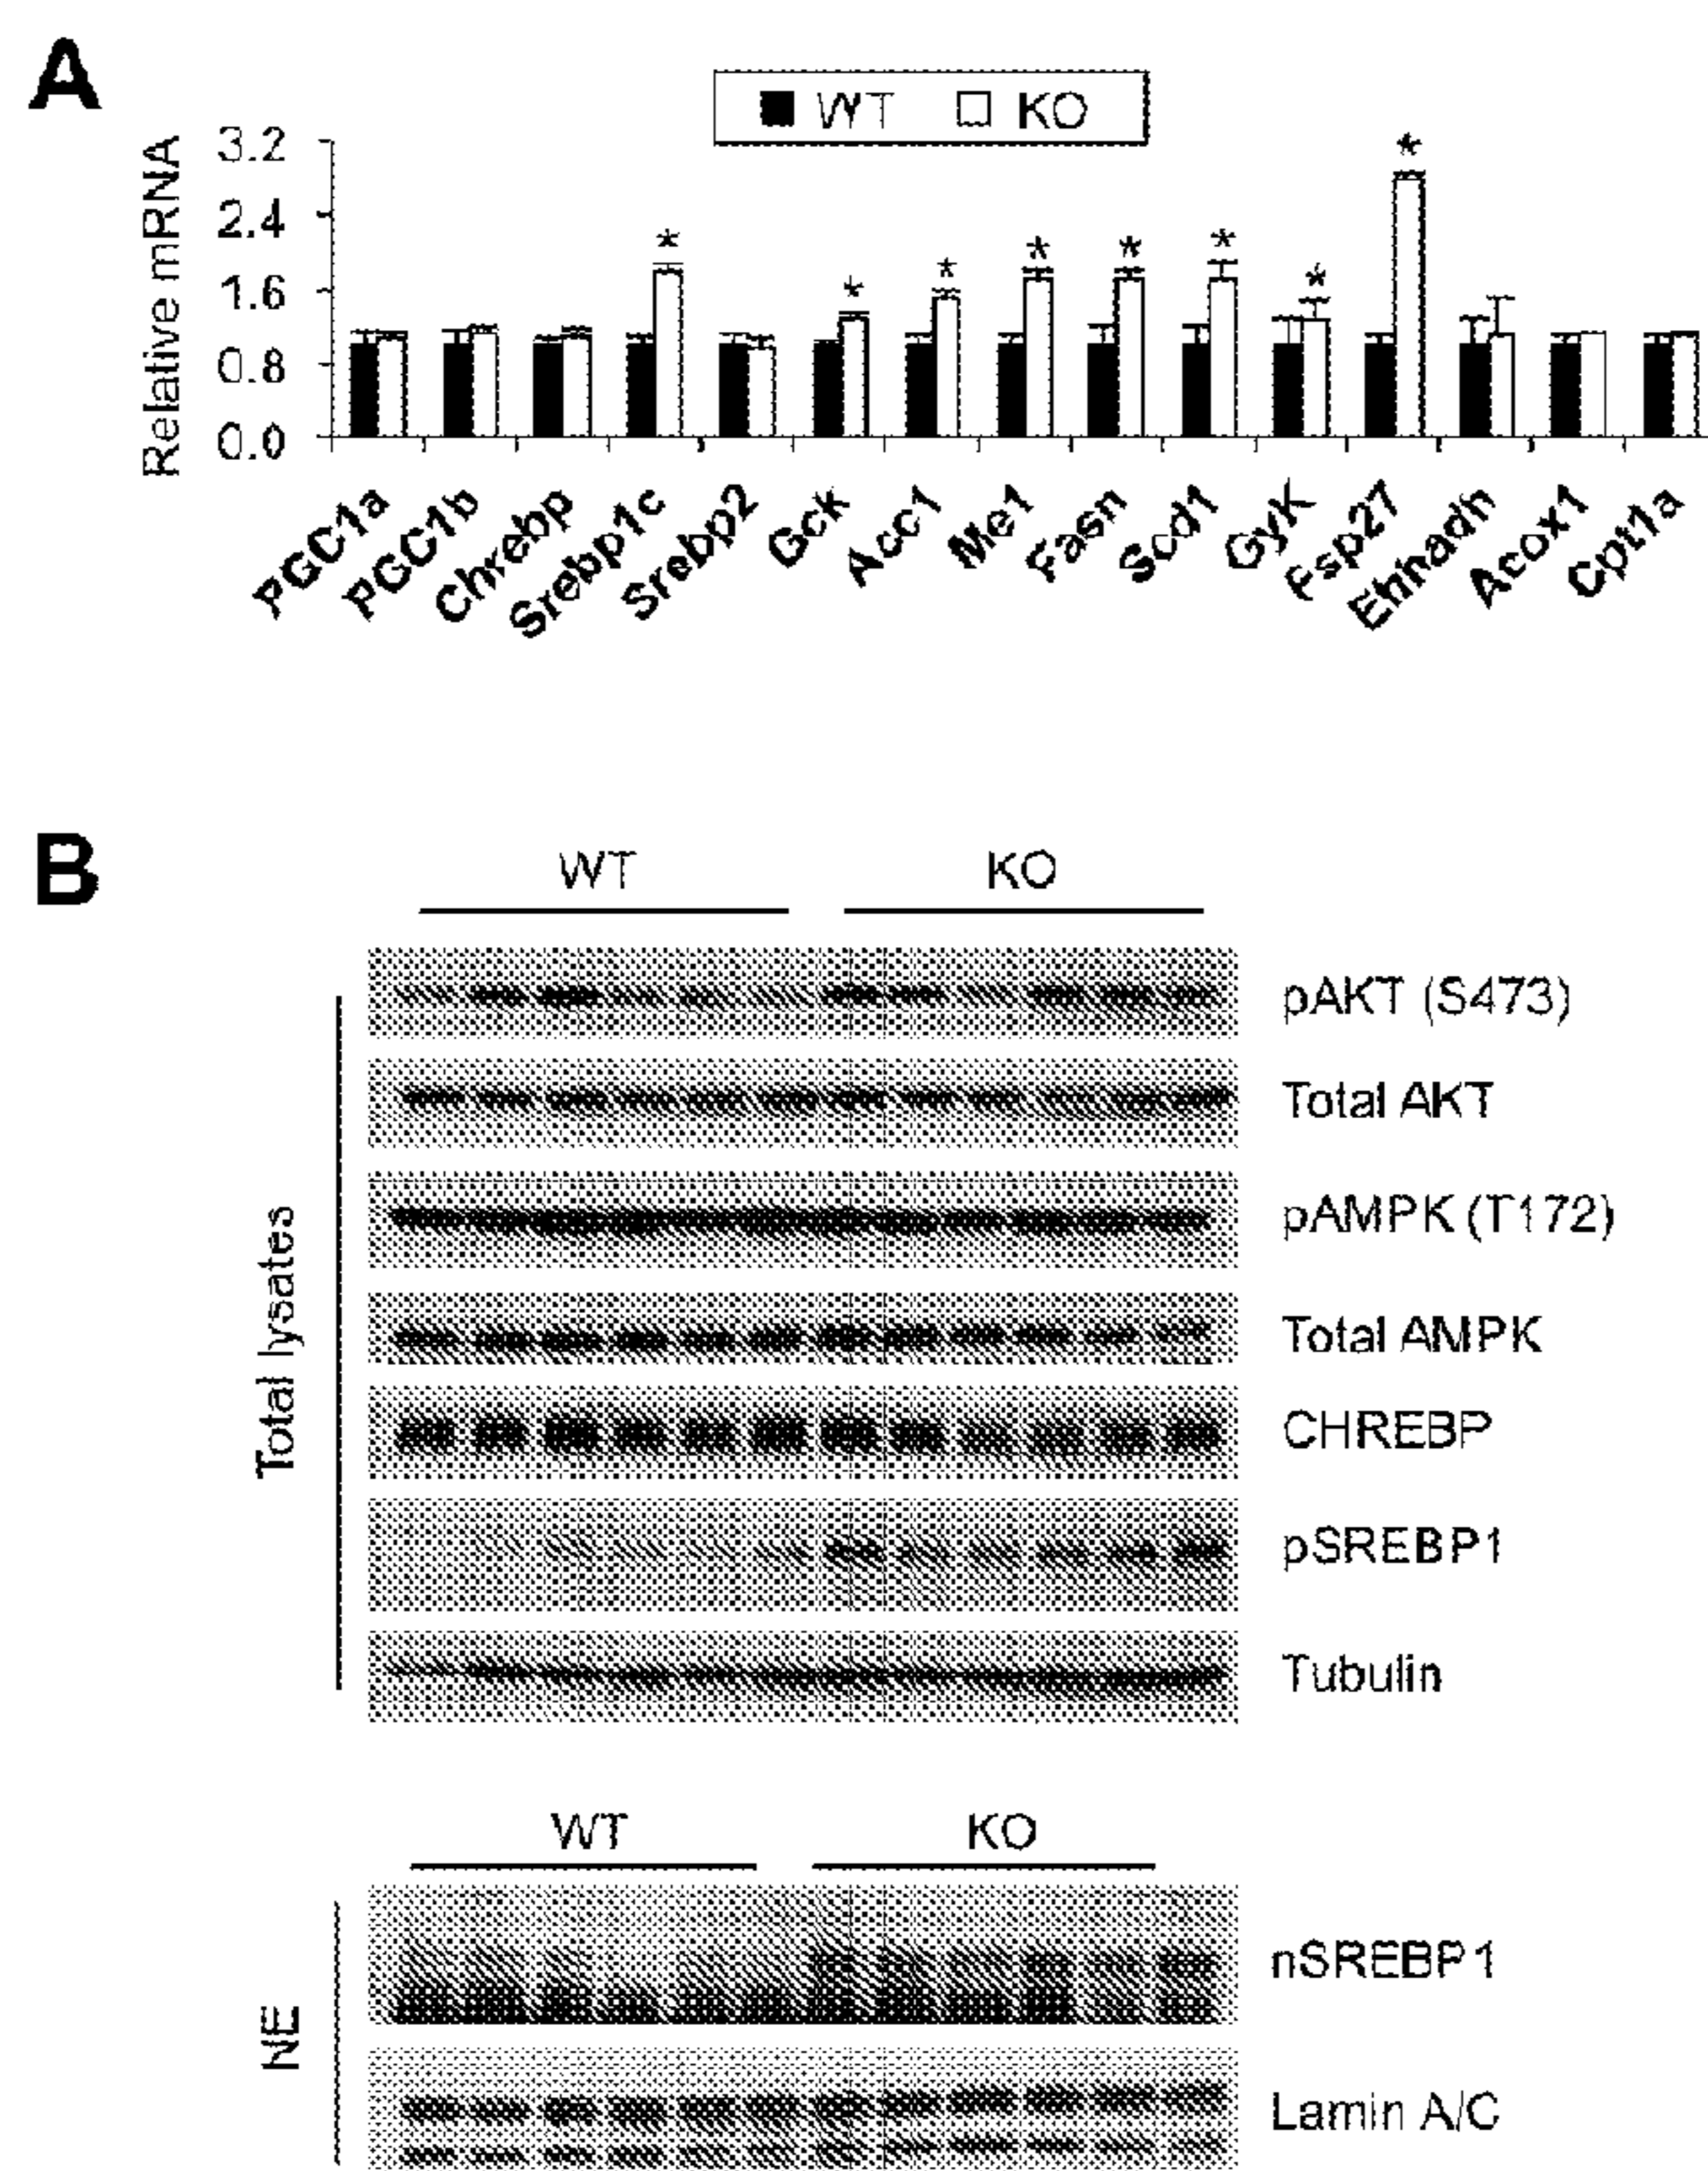 A
WT KO
Relative mRNA
3.2
2.4
1.6
0.8
0.0
* * * * * * * *
PGC1a PGC1b Chrebp Srebp1c Srebp2 Gck Acc1 Me1 Fasn Scd1 GyK Fsp27 Ehhadh Acox1 Cpt1a
B
WT KO
Total lysates
pAKT (S473)
Total AKT
pAMPK (T172)
Total AMPK
CHREBP
pSREBP1
Tubulin
WT KO
NE
nSREBP1
Lamin A/C